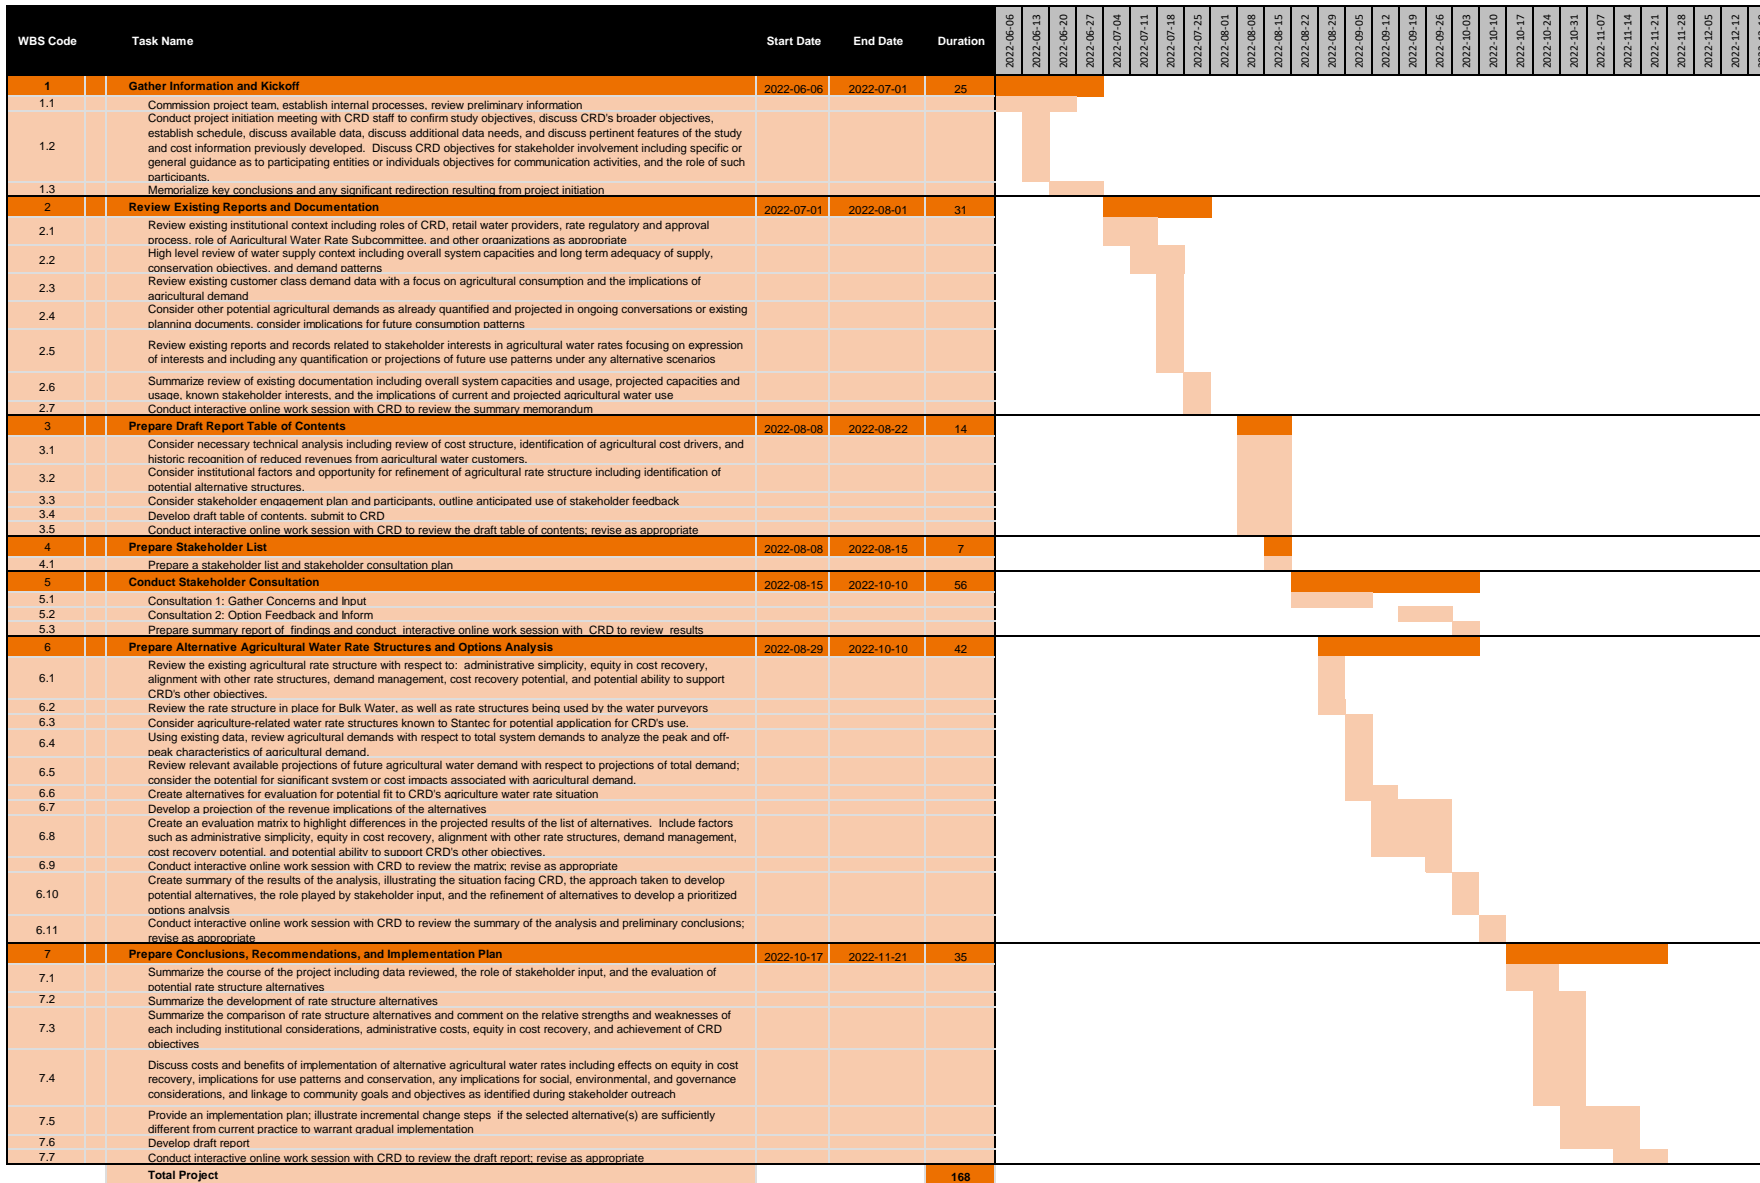 WBS Code Task Name Start Date End Date Duration 2022-06-06 2022-06-13 2022-06-20 2022-06-27 2022-07-04 2022-07-11 2022-07-18 2022-07-25 2022-08-01 2022-08-08 2022-08-15 2022-08-22 2022-08-29 2022-09-05 2022-09-12 2022-09-19 2022-09-26 2022-10-03 2022-10-10 2022-10-17 2022-10-24 2022-10-31 2022-11-07 2022-11-14 2022-11-21 2022-11-28 2022-12-05 2022-12-12
1 Gather Information and Kickoff 2022-06-06 2022-07-01 25
1.1 Commission project team, establish internal processes, review preliminary information
Conduct project initiation meeting with CRD staff to confirm study objectives, discuss CRD's broader objectives,
establish schedule, discuss available data, discuss additional data needs, and discuss pertinent features of the study
1.2 and cost information previously developed. Discuss CRD objectives for stakeholder involvement including specific or
general guidance as to participating entities or individuals objectives for communication activities, and the role of such
participants.
1.3 Memorialize key conclusions and any significant redirection resulting from project initiation
2 Review Existing Reports and Documentation 2022-07-01 2022-08-01 31
2.1 Review existing institutional context including roles of CRD, retail water providers, rate regulatory and approval
process, role of Agricultural Water Rate Subcommittee, and other organizations as appropriate
2.2 High level review of water supply context including overall system capacities and long term adequacy of supply,
conservation objectives, and demand patterns
2.3 Review existing customer class demand data with a focus on agricultural consumption and the implications of
agricultural demand
2.4 Consider other potential agricultural demands as already quantified and projected in ongoing conversations or existing
planning documents, consider implications for future consumption patterns
2.5 Review existing reports and records related to stakeholder interests in agricultural water rates focusing on expression
of interests and including any quantification or projections of future use patterns under any alternative scenarios
2.6 Summarize review of existing documentation including overall system capacities and usage, projected capacities and
usage, known stakeholder interests, and the implications of current and projected agricultural water use
2.7 Conduct interactive online work session with CRD to review the summary memorandum
3 Prepare Draft Report Table of Contents 2022-08-08 2022-08-22 14
3.1 Consider necessary technical analysis including review of cost structure, identification of agricultural cost drivers, and
historic recognition of reduced revenues from agricultural water customers.
3.2 Consider institutional factors and opportunity for refinement of agricultural rate structure including identification of
potential alternative structures.
3.3 Consider stakeholder engagement plan and participants, outline anticipated use of stakeholder feedback
3.4 Develop draft table of contents, submit to CRD
3.5 Conduct interactive online work session with CRD to review the draft table of contents; revise as appropriate
4 Prepare Stakeholder List 2022-08-08 2022-08-15 7
4.1 Prepare a stakeholder list and stakeholder consultation plan
5 Conduct Stakeholder Consultation 2022-08-15 2022-10-10 56
5.1 Consultation 1: Gather Concerns and Input
5.2 Consultation 2: Option Feedback and Inform
5.3 Prepare summary report of findings and conduct interactive online work session with CRD to review results
6 Prepare Alternative Agricultural Water Rate Structures and Options Analysis 2022-08-29 2022-10-10 42
Review the existing agricultural rate structure with respect to: administrative simplicity, equity in cost recovery,
6.1 alignment with other rate structures, demand management, cost recovery potential, and potential ability to support
CRD's other objectives.
6.2 Review the rate structure in place for Bulk Water, as well as rate structures being used by the water purveyors
6.3 Consider agriculture-related water rate structures known to Stantec for potential application for CRD's use.
6.4 Using existing data, review agricultural demands with respect to total system demands to analyze the peak and off-
peak characteristics of agricultural demand.
6.5 Review relevant available projections of future agricultural water demand with respect to projections of total demand;
consider the potential for significant system or cost impacts associated with agricultural demand.
6.6 Create alternatives for evaluation for potential fit to CRD's agriculture water rate situation
6.7 Develop a projection of the revenue implications of the alternatives
Create an evaluation matrix to highlight differences in the projected results of the list of alternatives. Include factors
6.8 such as administrative simplicity, equity in cost recovery, alignment with other rate structures, demand management,
cost recovery potential, and potential ability to support CRD's other objectives.
6.9 Conduct interactive online work session with CRD to review the matrix; revise as appropriate
Create summary of the results of the analysis, illustrating the situation facing CRD, the approach taken to develop
6.10 potential alternatives, the role played by stakeholder input, and the refinement of alternatives to develop a prioritized
options analysis
6.11 Conduct interactive online work session with CRD to review the summary of the analysis and preliminary conclusions;
revise as appropriate
7 Prepare Conclusions, Recommendations, and Implementation Plan 2022-10-17 2022-11-21 35
7.1 Summarize the course of the project including data reviewed, the role of stakeholder input, and the evaluation of
potential rate structure alternatives
7.2 Summarize the development of rate structure alternatives
Summarize the comparison of rate structure alternatives and comment on the relative strengths and weaknesses of
7.3 each including institutional considerations, administrative costs, equity in cost recovery, and achievement of CRD
objectives
Discuss costs and benefits of implementation of alternative agricultural water rates including effects on equity in cost
7.4 recovery, implications for use patterns and conservation, any implications for social, environmental, and governance
considerations, and linkage to community goals and objectives as identified during stakeholder outreach
7.5 Provide an implementation plan; illustrate incremental change steps if the selected alternative(s) are sufficiently
different from current practice to warrant gradual implementation
7.6 Develop draft report
7.7 Conduct interactive online work session with CRD to review the draft report; revise as appropriate
Total Project 168